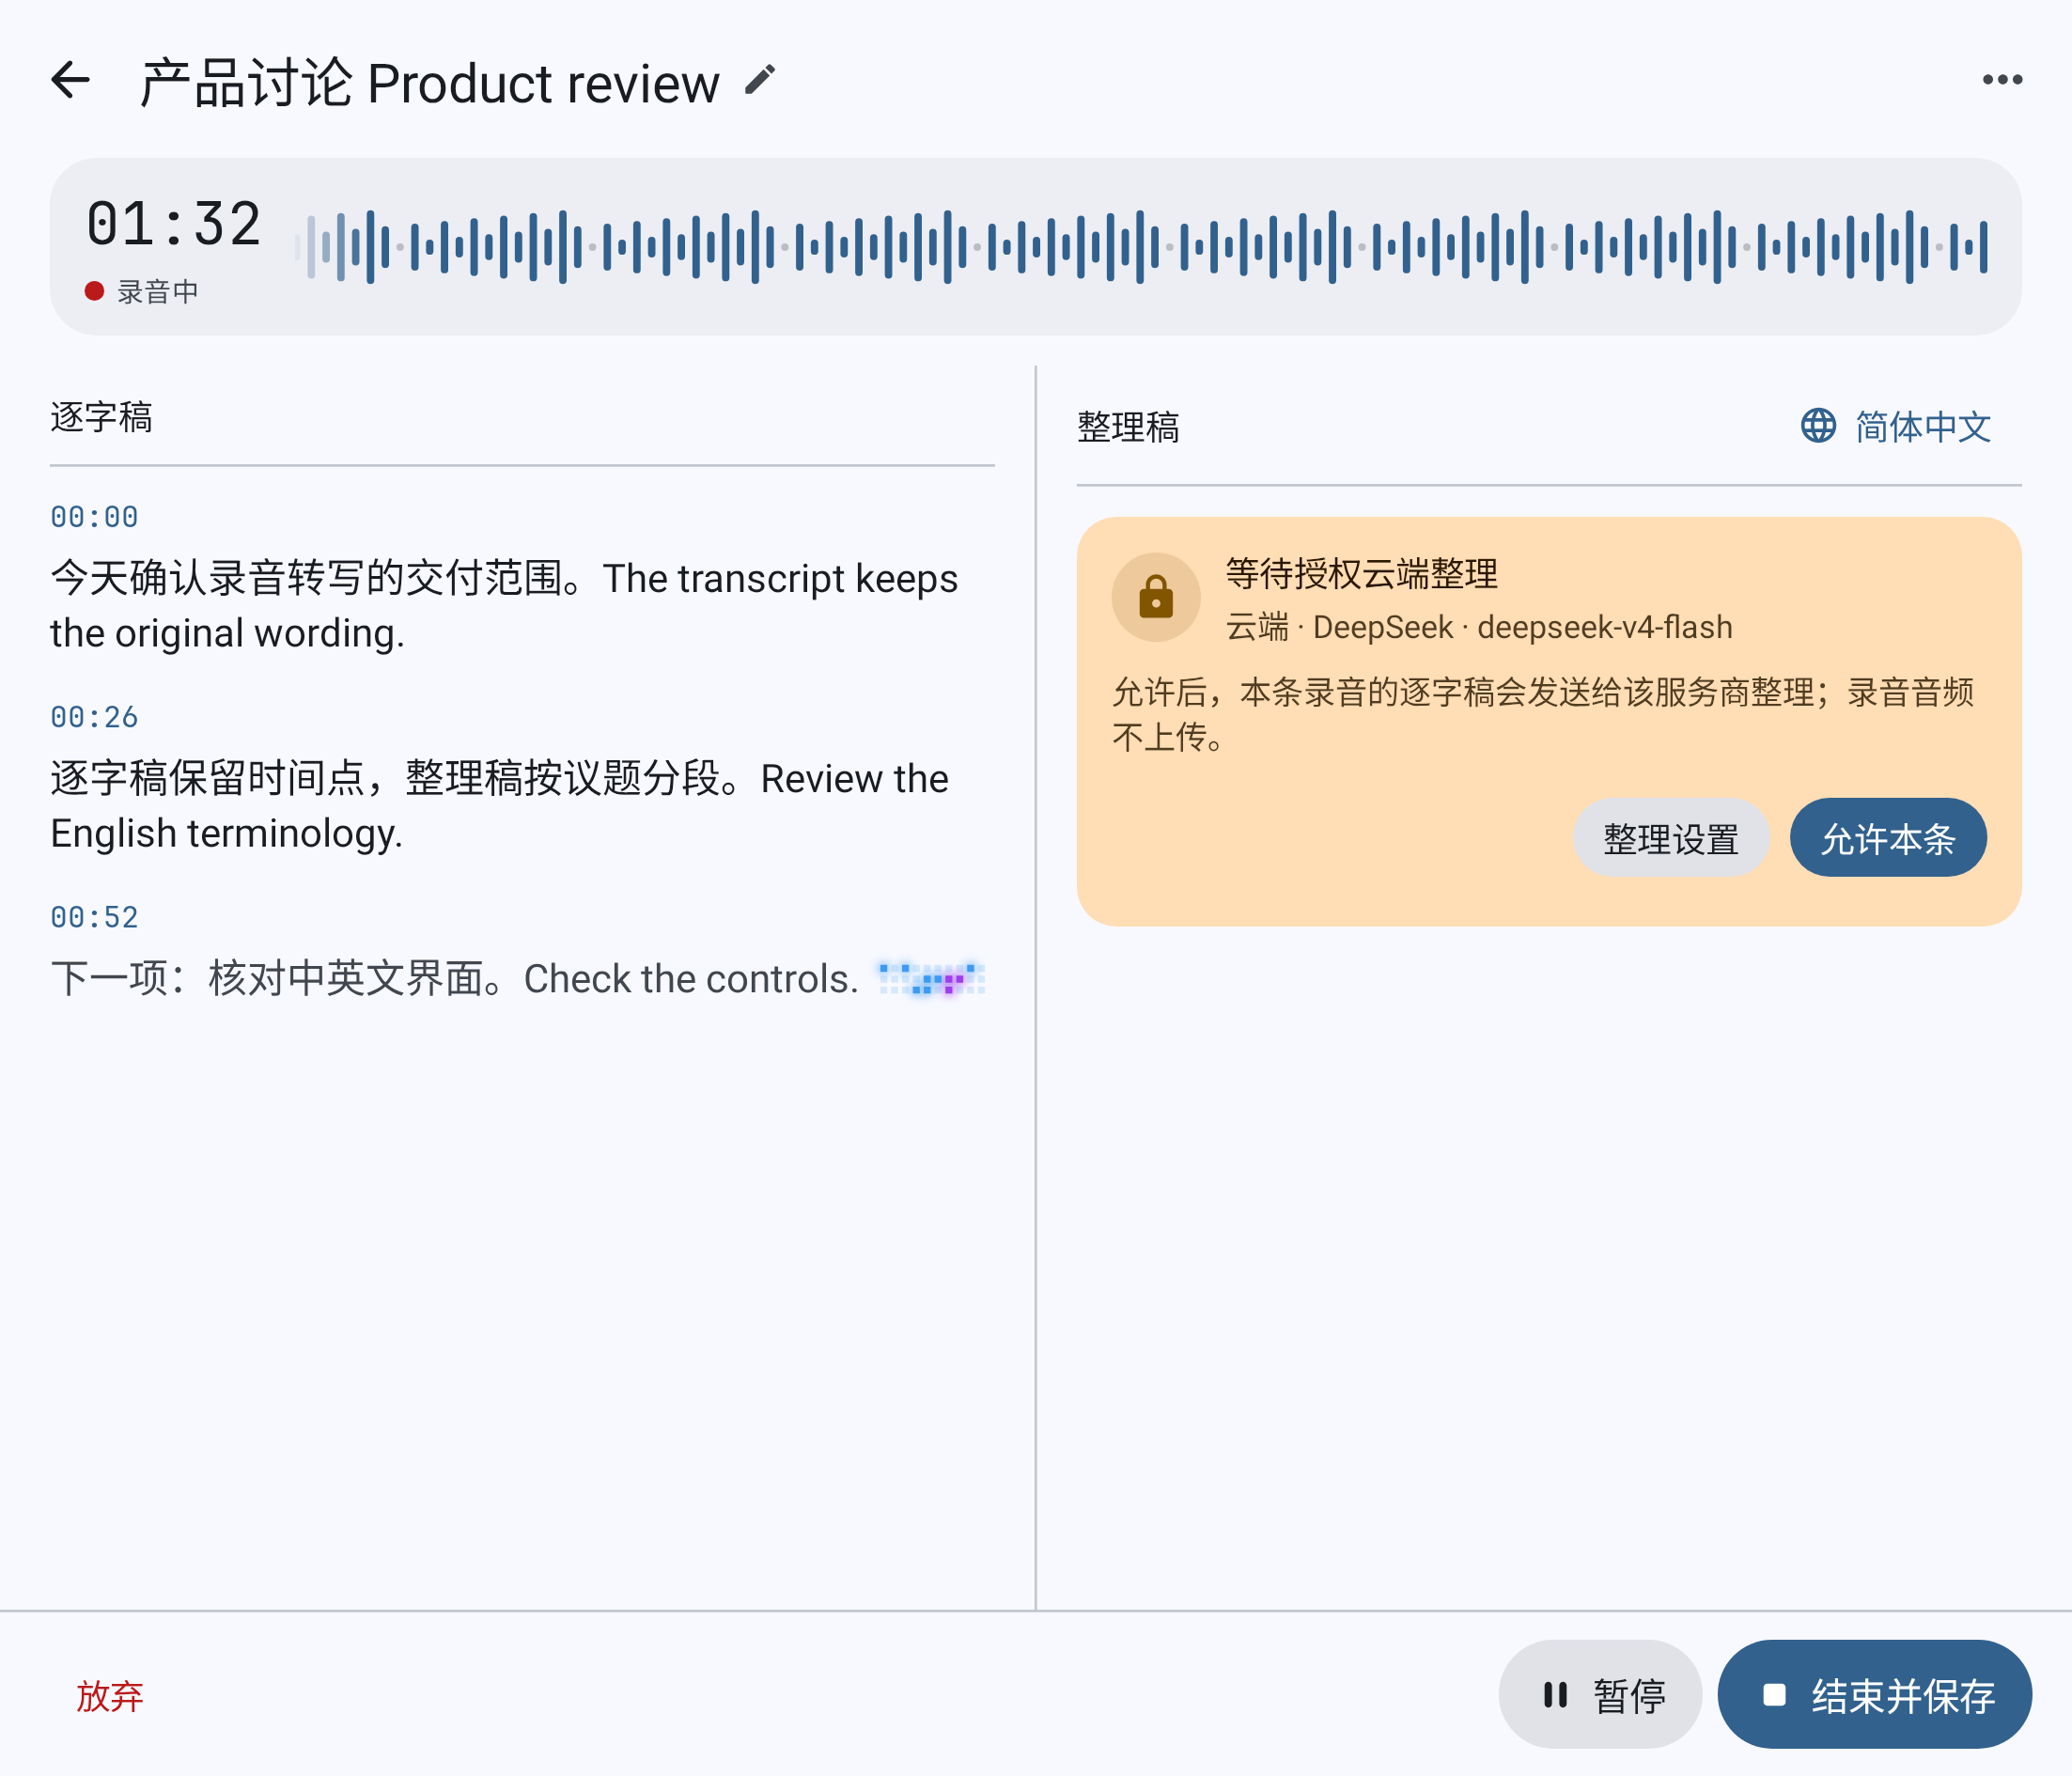 产品讨论 Product review
01:32
录音中
逐字稿
00:00
今天确认录音转写的交付范围。The transcript keeps
the original wording.
00:26
逐字稿保留时间点，整理稿按议题分段。Review the
English terminology.
00:52
下一项：核对中英文界面。Check the controls.
整理稿
简体中文
等待授权云端整理
云端 · DeepSeek · deepseek-v4-flash
允许后，本条录音的逐字稿会发送给该服务商整理；录音音频
不上传。
整理设置
允许本条
放弃
暂停
结束并保存